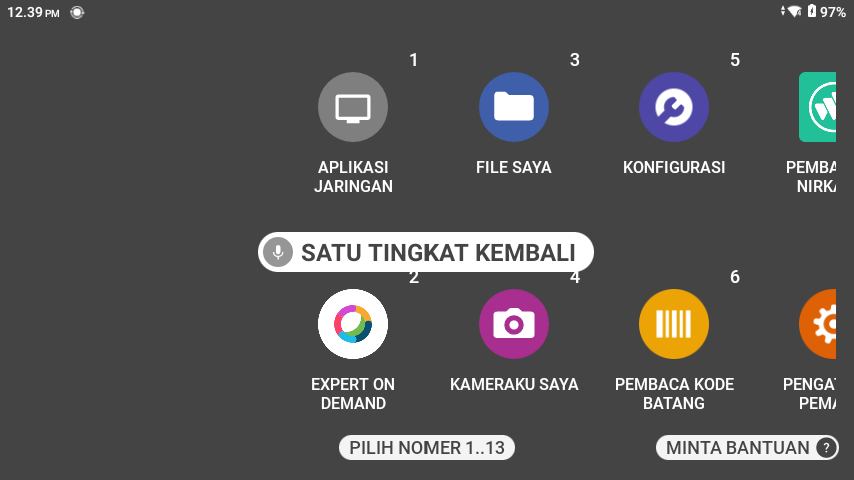 12.39 PM
97%
1
3
5
APLIKASI
JARINGAN
FILE SAYA
KONFIGURASI
SATU TINGKAT KEMBALI
2
4
6
EXPERT ON
DEMAND
KAMERAKU SAYA
PEMBACA KODE
BATANG
PILIH NOMER 1..13
MINTA BANTUAN ?